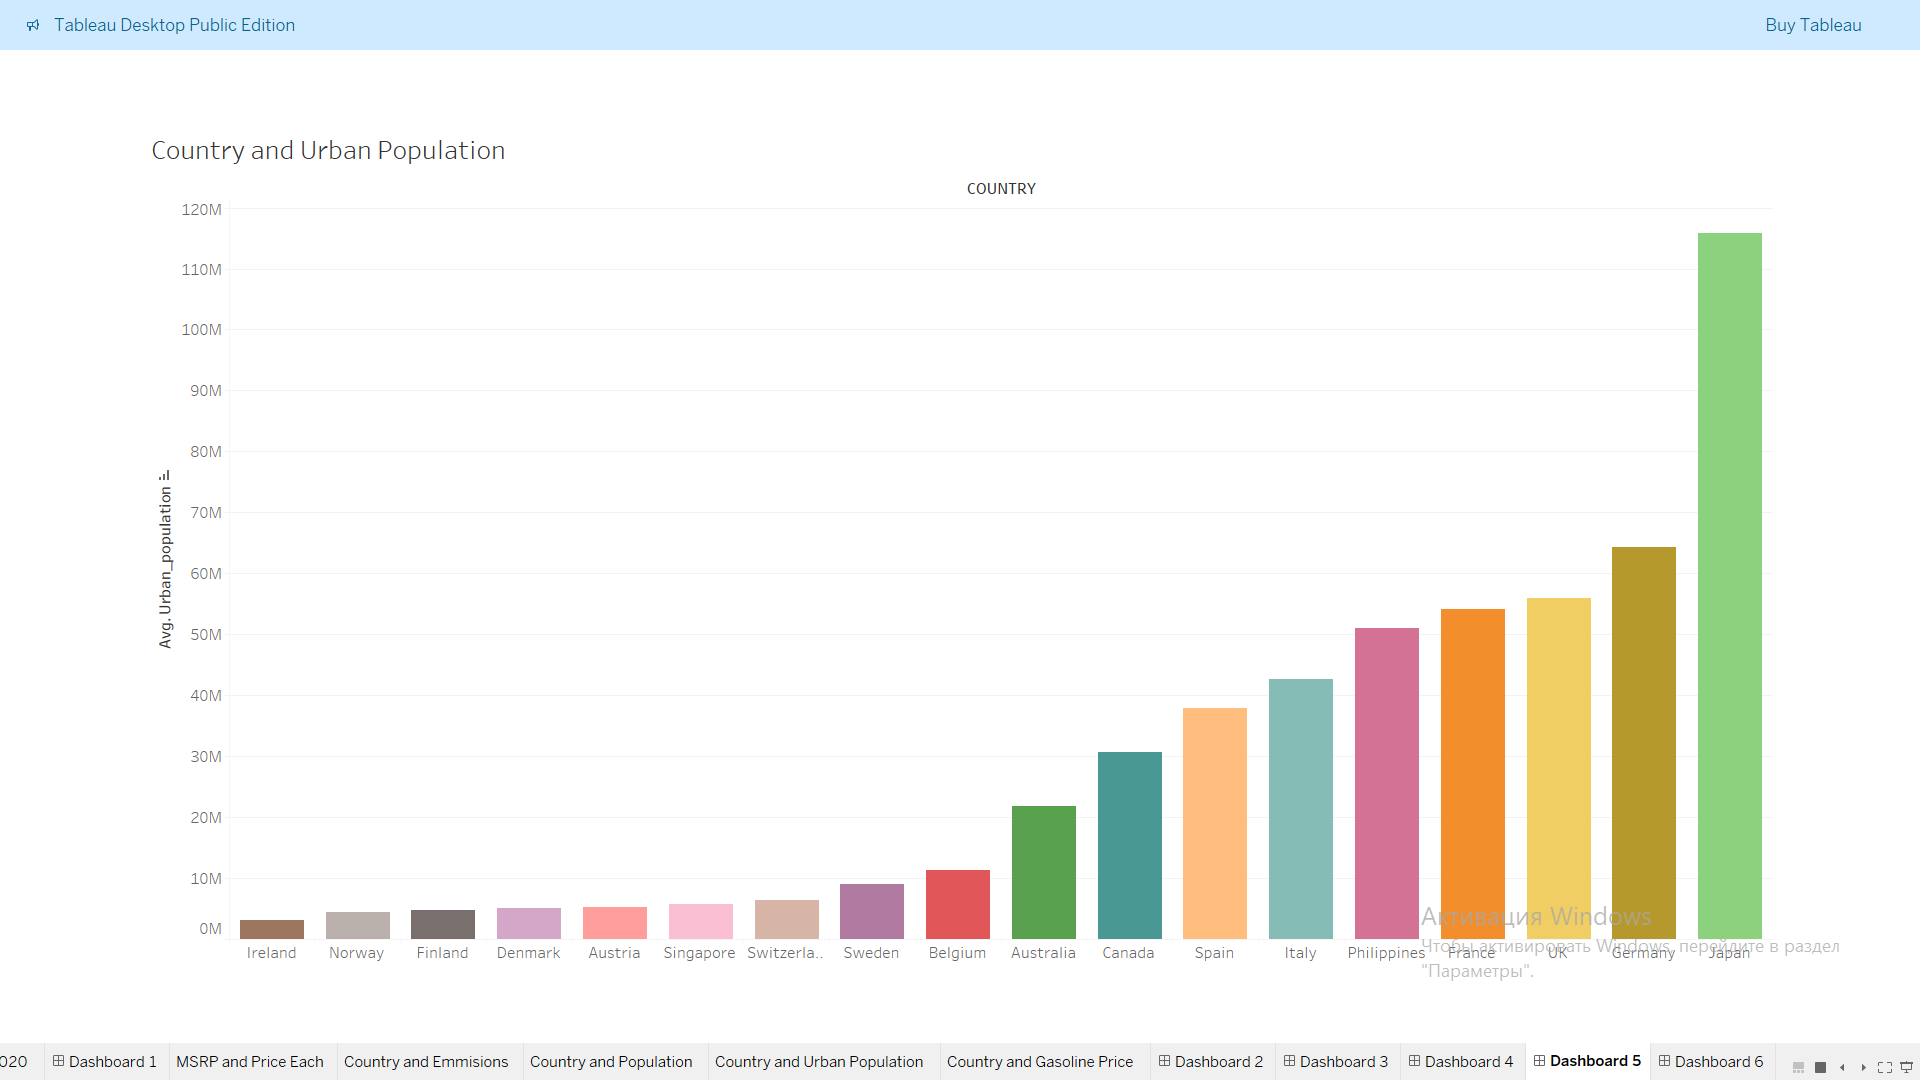 Tableau Desktop Public Edition
Buy Tableau
Country and Urban Population
COUNTRY
120M
110M
100M
90M
80M
70M
60M
50M
40M
30M
20M
10M
0M
Avg. Urban_population
Ireland Norway Finland Denmark Austria Singapore Switzerla.. Sweden Belgium Australia Canada Spain Italy Philippines France UK Germany Japan
Активация Windows
Чтобы активировать Windows, перейдите в раздел
"Параметры".
020 Dashboard 1 MSRP and Price Each Country and Emmisions Country and Population Country and Urban Population Country and Gasoline Price Dashboard 2 Dashboard 3 Dashboard 4 Dashboard 5 Dashboard 6